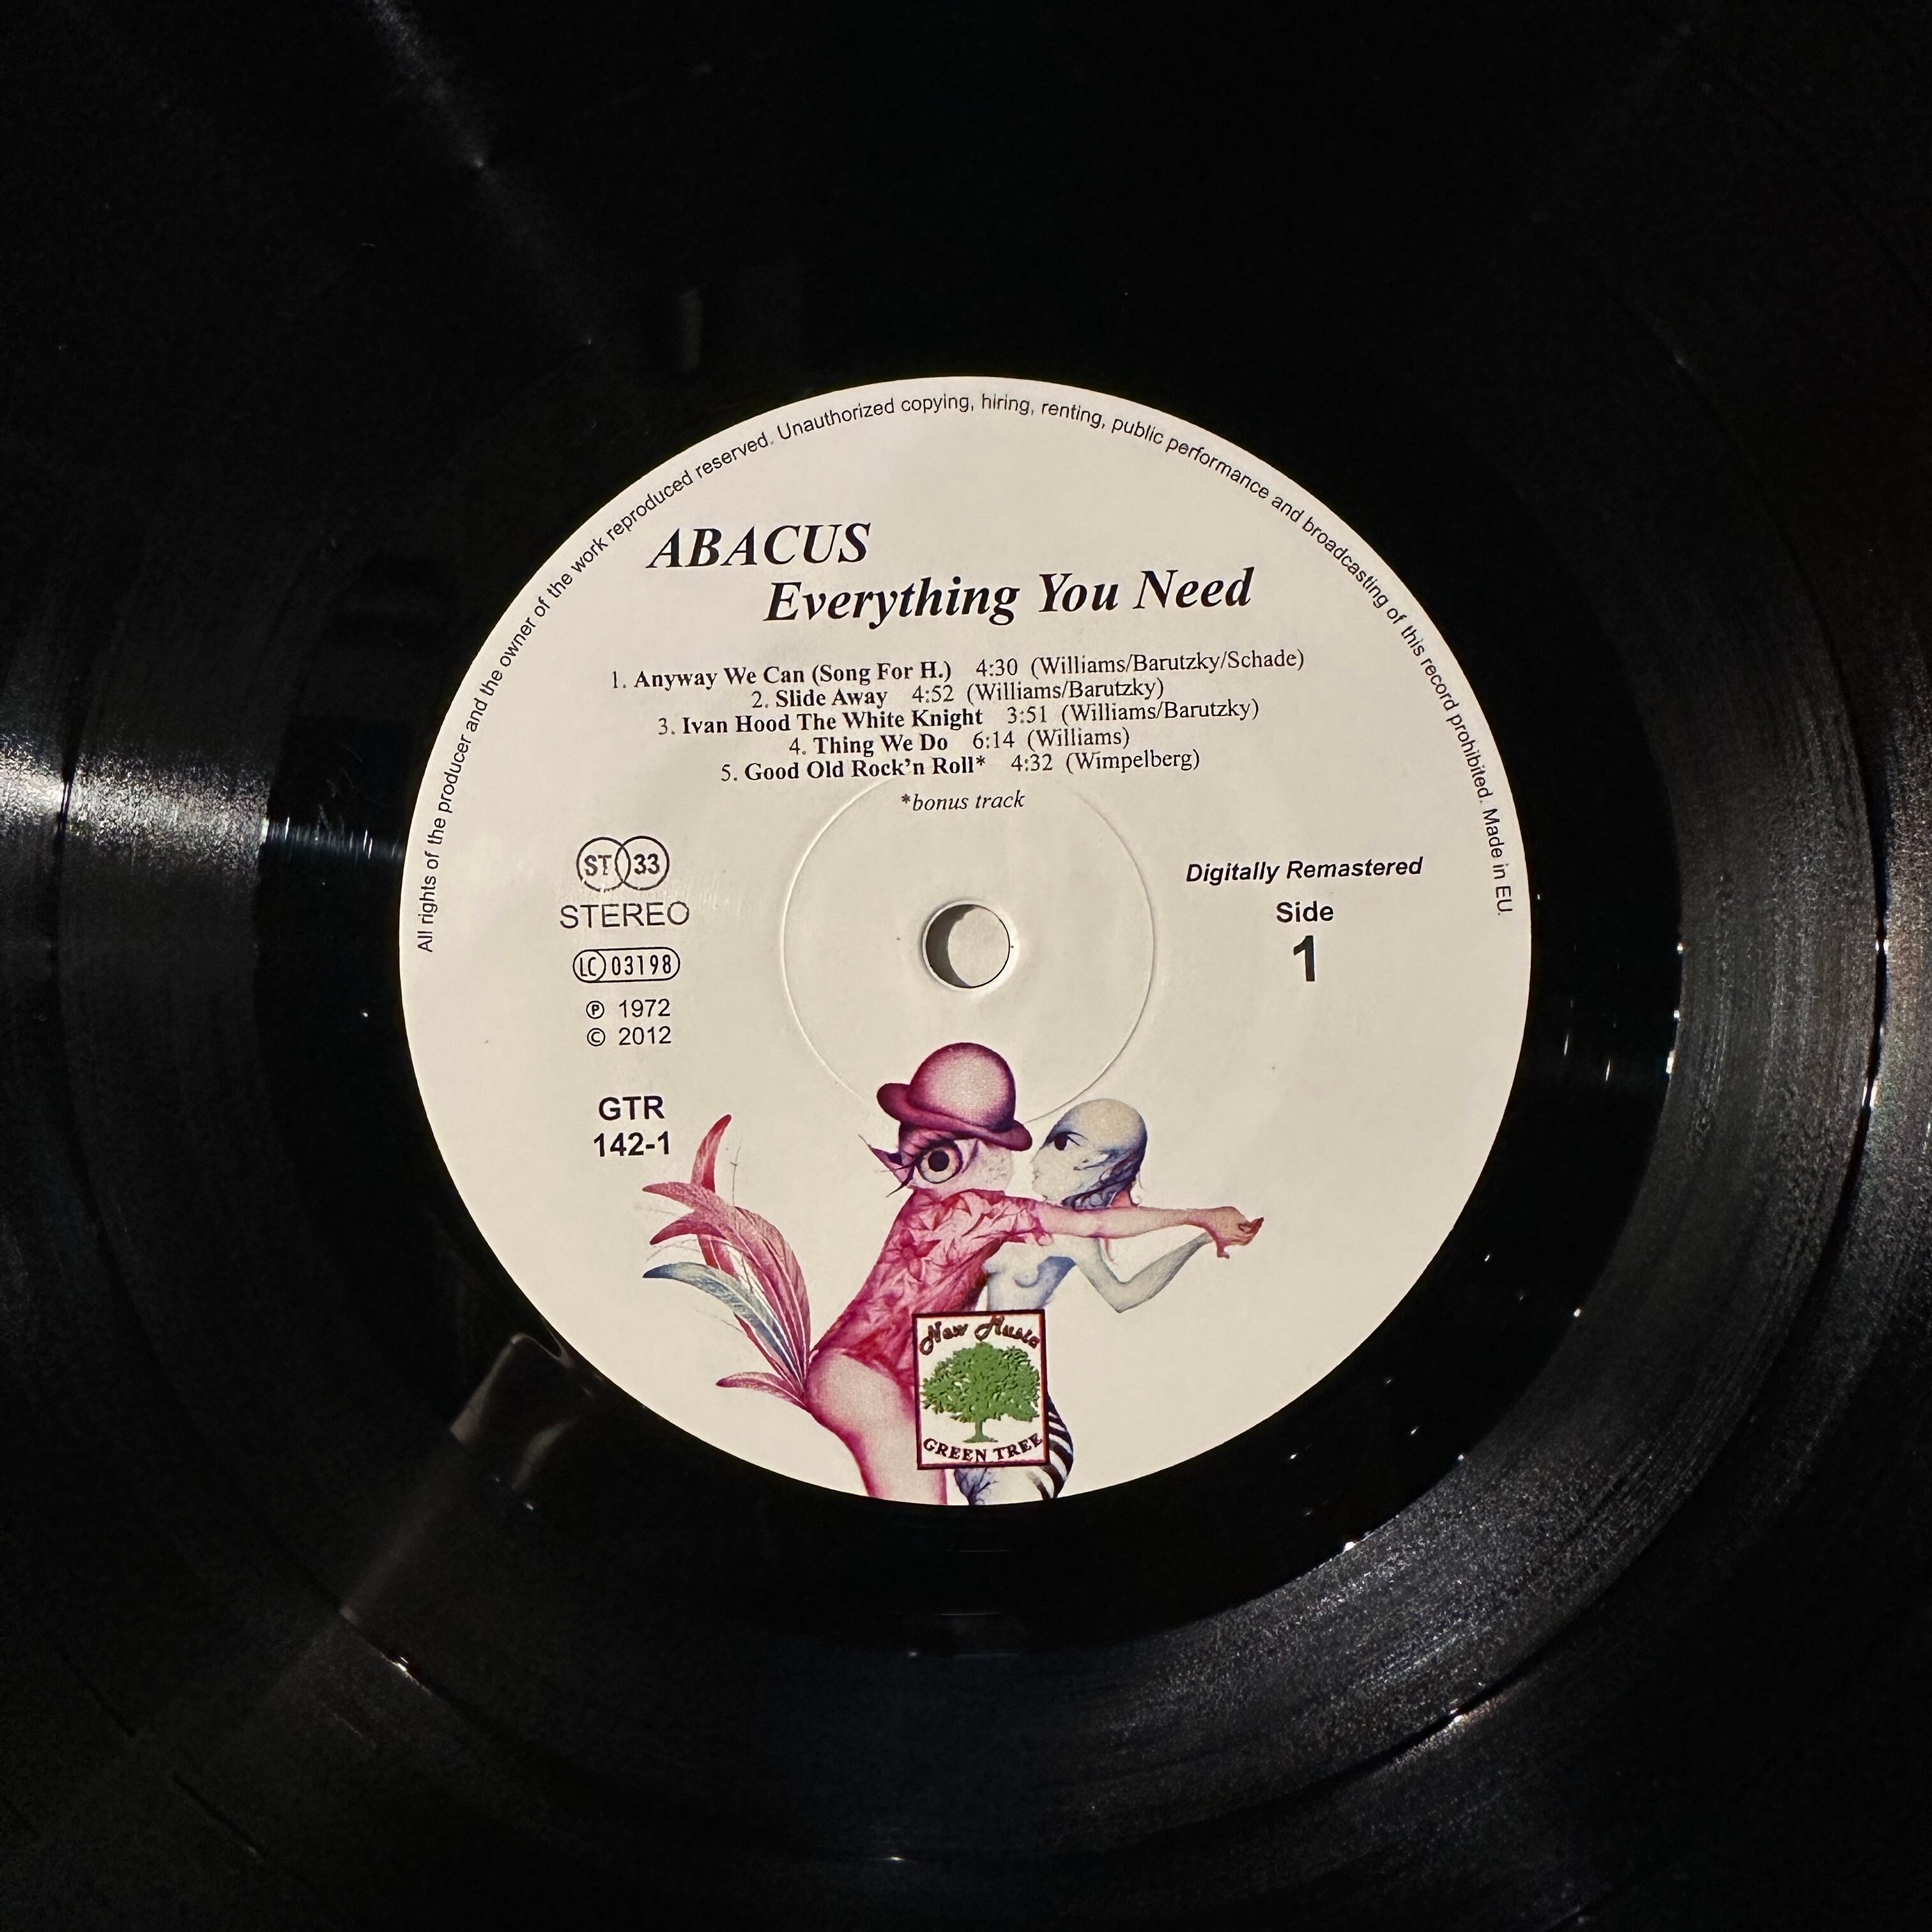 All rights of the producer and the owner of the work reproduced reserved. Unauthorized copying, hiring, renting, public performance and broadcasting of this record prohibited. Made in EU.
ABACUS
Everything You Need
1. Anyway We Can (Song For H.) 4:30 (Williams/Barutzky/Schade)
2. Slide Away 4:52 (Williams/Barutzky)
3. Ivan Hood The White Knight 3:51 (Williams/Barutzky)
4. Thing We Do 6:14 (Williams)
5. Good Old Rock'n Roll* 4:32 (Wimpelberg)
*bonus track
ST 33
STEREO
LC 03198
℗ 1972
© 2012
GTR
142-1
Digitally Remastered
Side
1
New Music
GREEN TREE